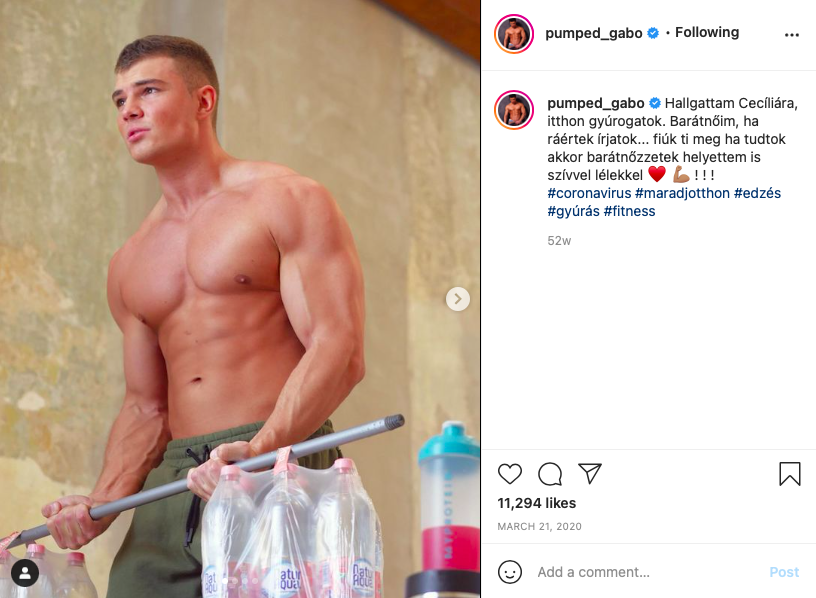 pumped_gabo • Following
pumped_gabo Hallgattam Cecíliára,
itthon gyúrogatok. Barátnőim, ha
ráértek írjatok... fiúk ti meg ha tudtok
akkor barátnőzzetek helyettem is
szívvel lélekkel ❤️ 💪🏽 ! ! !
#coronavirus #maradjotthon #edzés
#gyúrás #fitness
52w
11,294 likes
MARCH 21, 2020
Add a comment... Post
MYPROTEIN